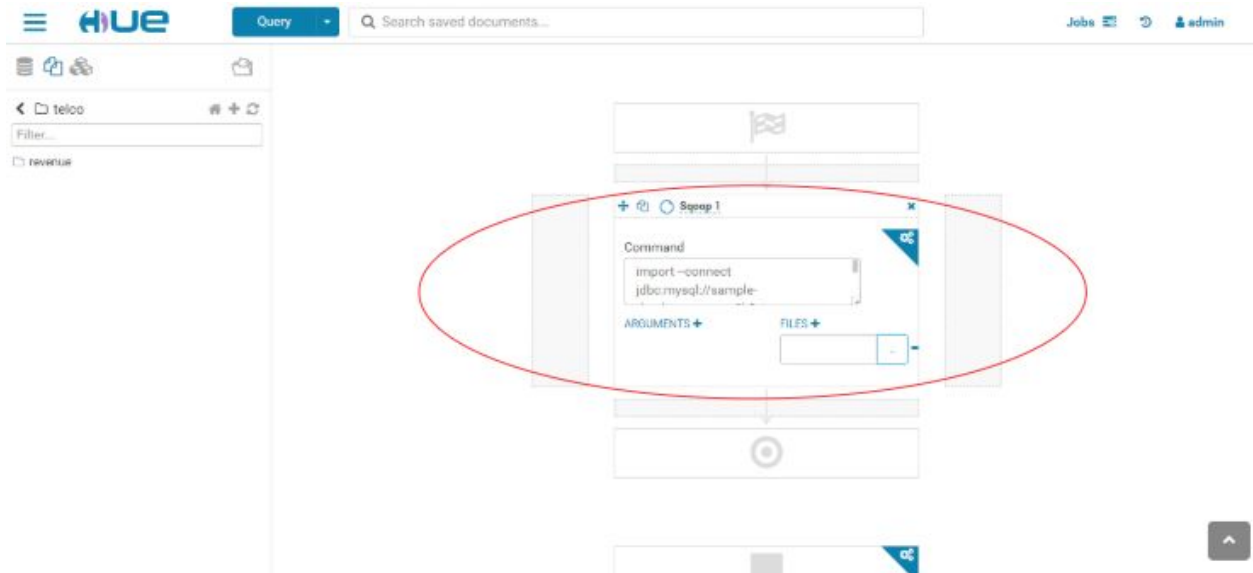 HUE
Query
Search saved documents...
Jobs
admin
telco
Filter...
revenue
Sqoop 1
Command
import --connect
jdbc:mysql://sample-
ARGUMENTS
FILES
..